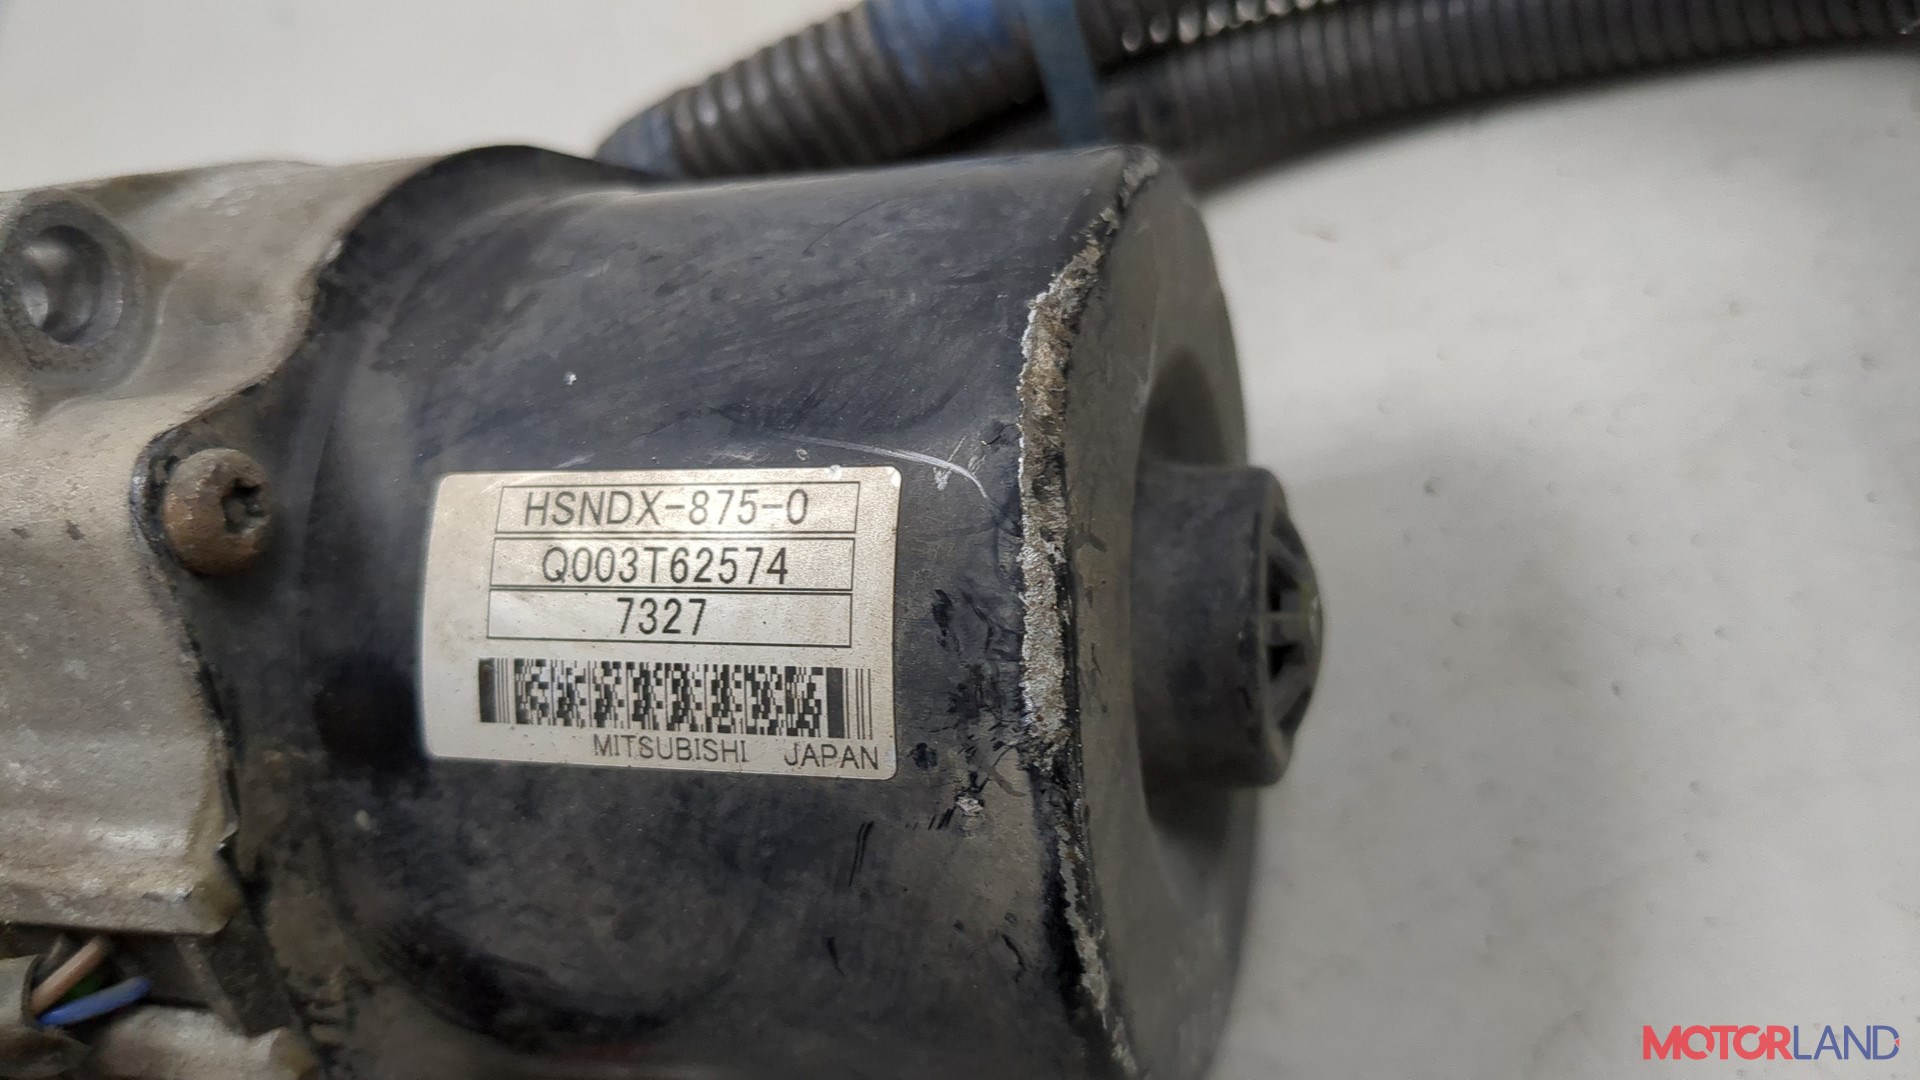 HSNDX-875-0
Q003T62574
7327
MITSUBISHI JAPAN
MOTORLAND